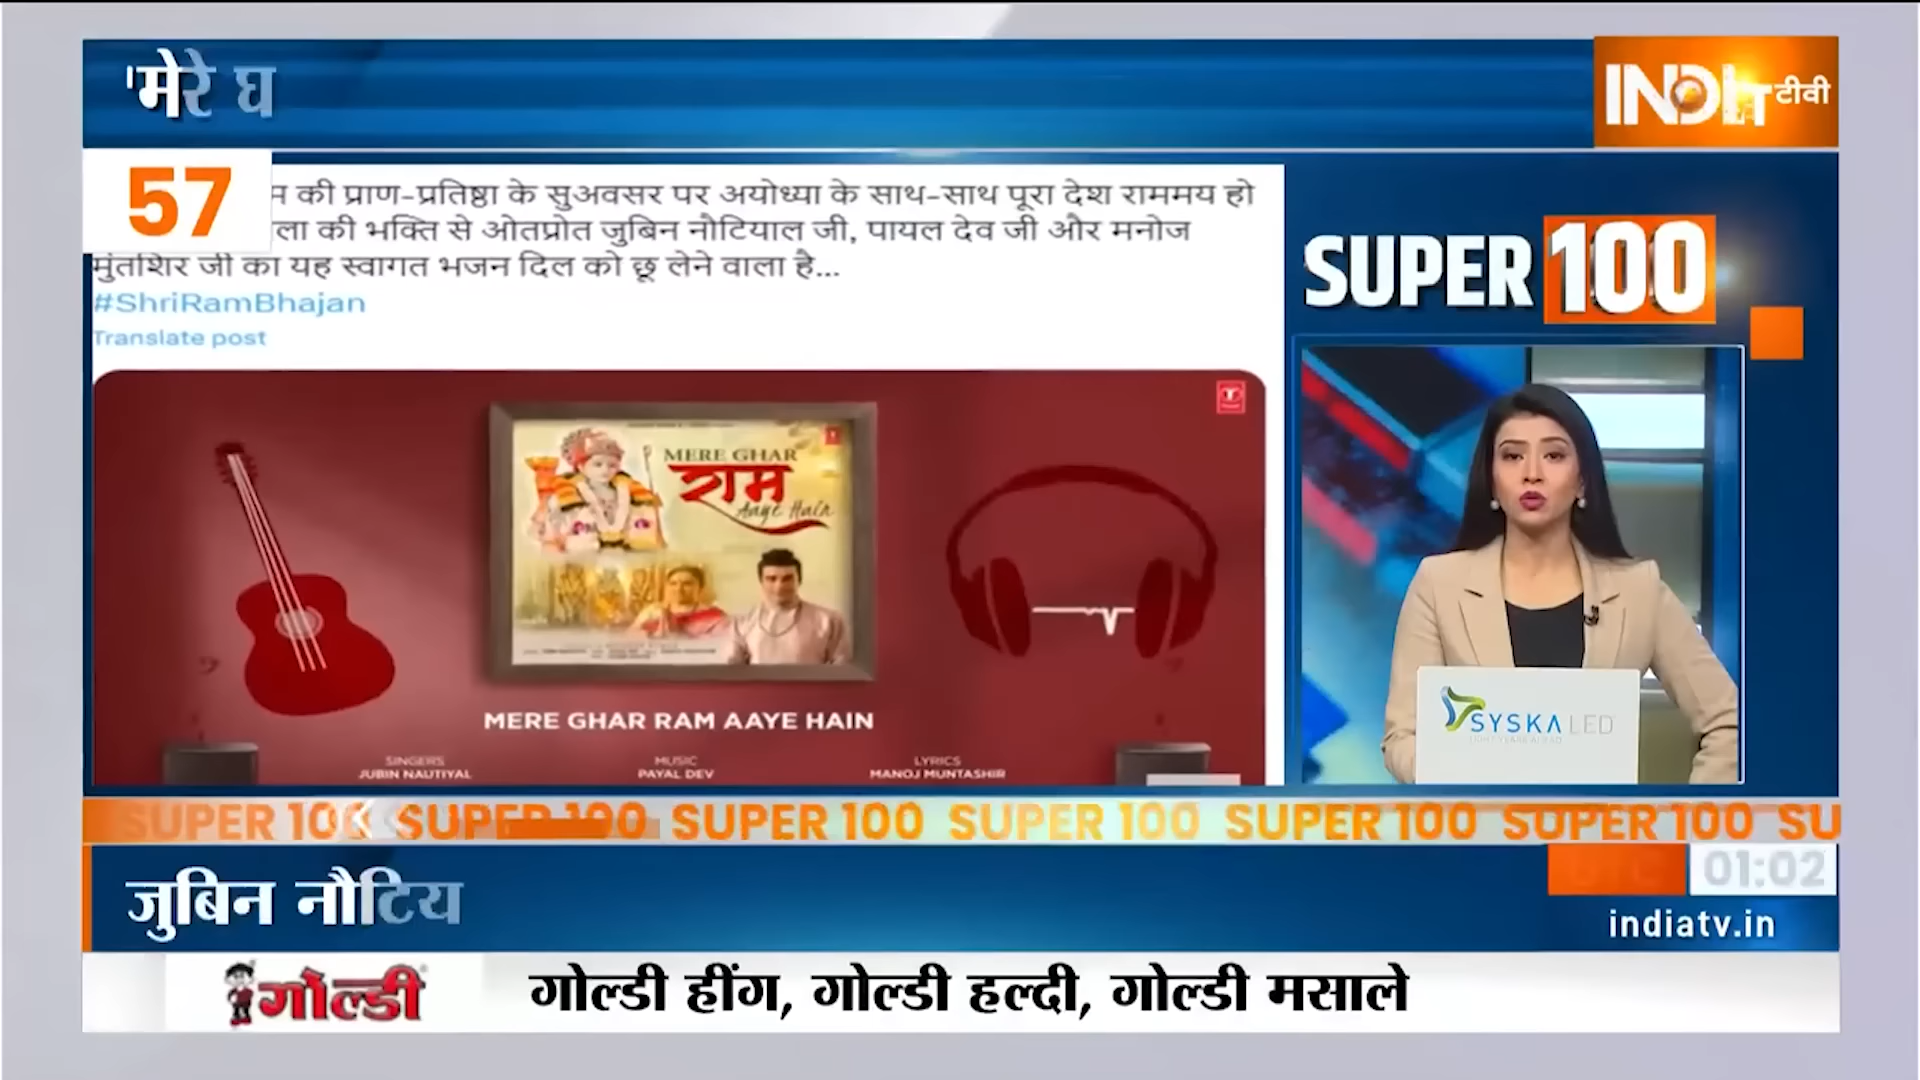 'मेरे घ
INDIA टीवी
57
म की प्राण-प्रतिष्ठा के सुअवसर पर अयोध्या के साथ-साथ पूरा देश राममय हो
ला की भक्ति से ओतप्रोत जुबिन नौटियाल जी, पायल देव जी और मनोज
मुंतशिर जी का यह स्वागत भजन दिल को छू लेने वाला है...
#ShriRamBhajan
Translate post
SUPER 100
MERE GHAR
राम
Aaye Hain
MERE GHAR RAM AAYE HAIN
SINGERS
JUBIN NAUTIYAL
MUSIC
PAYAL DEV
LYRICS
MANOJ MUNTASHIR
SYSKA LED
SUPER 100 SUPER 100 SUPER 100 SUPER 100 SUPER 100 SUPER 100 SU
जुबिन नौटिय
01:02
indiatv.in
गोल्डी
गोल्डी हींग, गोल्डी हल्दी, गोल्डी मसाले